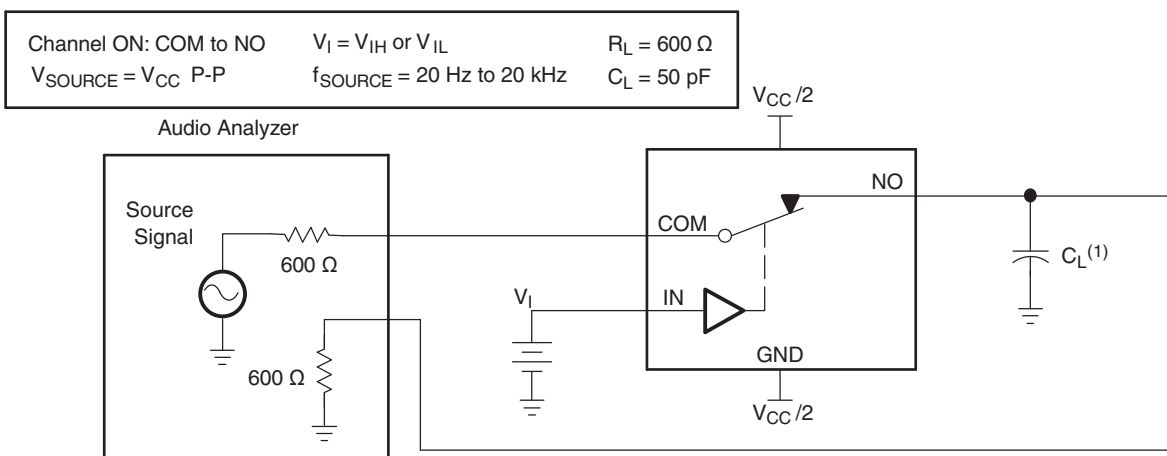 Channel ON: COM to NO V_I = V_IH or V_IL R_L = 600 Ω
V_SOURCE = V_CC P-P f_SOURCE = 20 Hz to 20 kHz C_L = 50 pF
Audio Analyzer
V_CC/2
Source
Signal
600 Ω
COM
NO
C_L(1)
V_I
IN
600 Ω
GND
V_CC/2